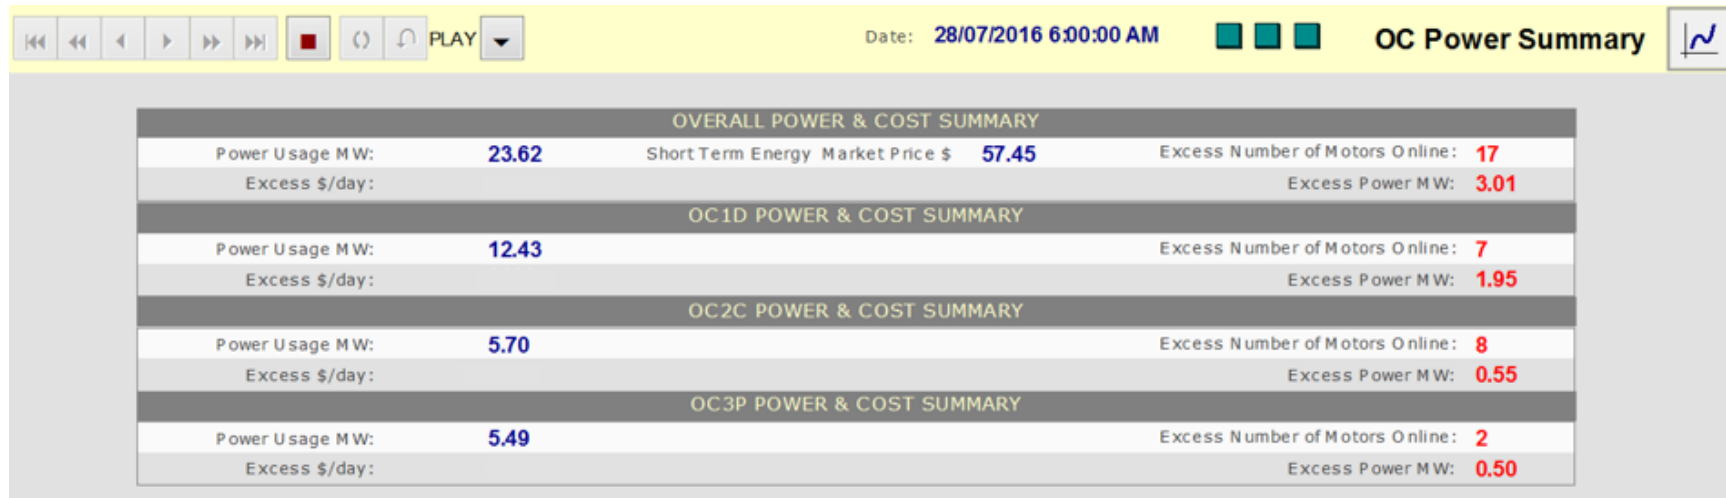 PLAY Date: 28/07/2016 6:00:00 AM OC Power Summary
OVERALL POWER & COST SUMMARY
Power Usage MW: 23.62 Short Term Energy Market Price $ 57.45 Excess Number of Motors Online: 17
Excess $/day: Excess Power MW: 3.01
OC1D POWER & COST SUMMARY
Power Usage MW: 12.43 Excess Number of Motors Online: 7
Excess $/day: Excess Power MW: 1.95
OC2C POWER & COST SUMMARY
Power Usage MW: 5.70 Excess Number of Motors Online: 8
Excess $/day: Excess Power MW: 0.55
OC3P POWER & COST SUMMARY
Power Usage MW: 5.49 Excess Number of Motors Online: 2
Excess $/day: Excess Power MW: 0.50